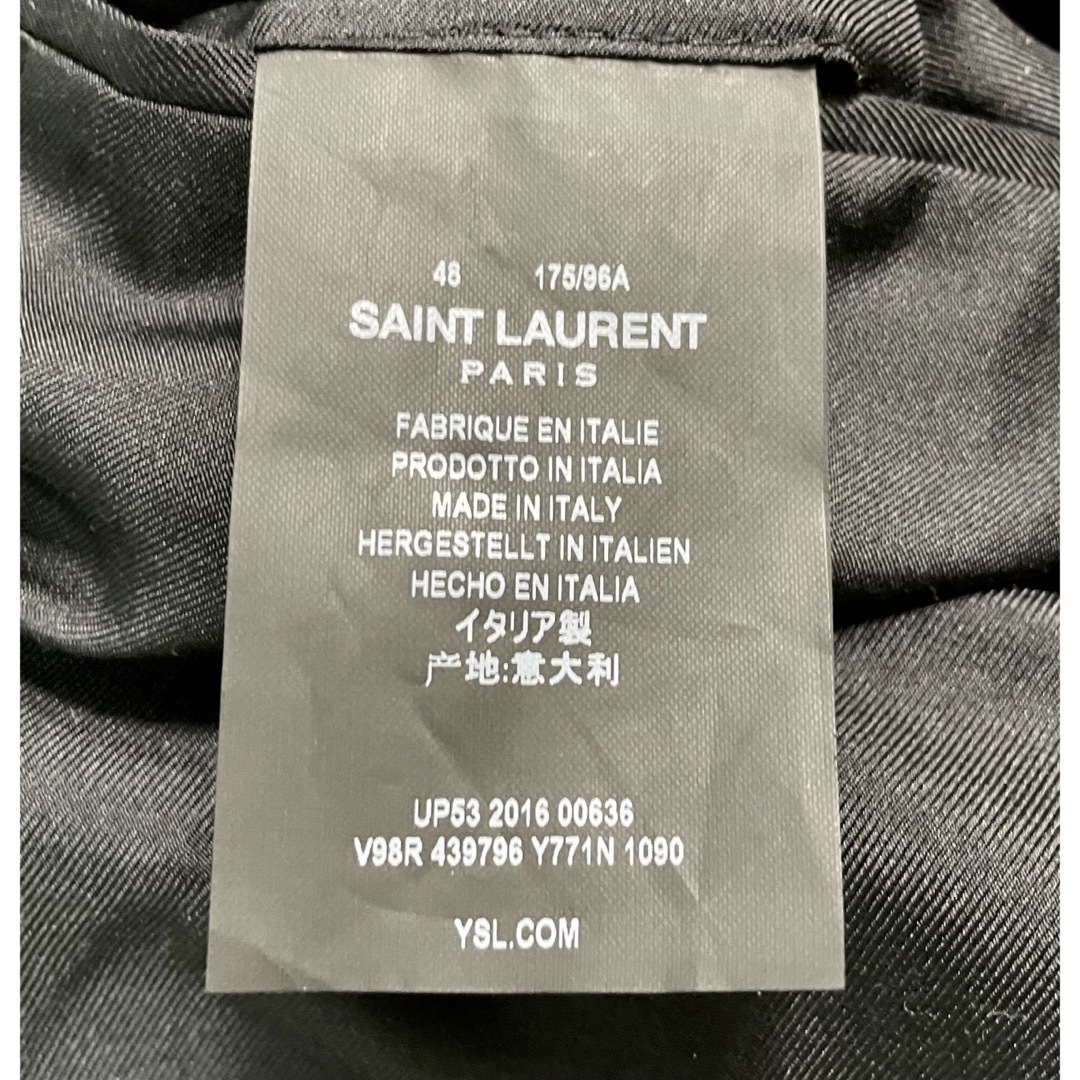 48 175/96A
SAINT LAURENT
PARIS
FABRIQUE EN ITALIE
PRODOTTO IN ITALIA
MADE IN ITALY
HERGESTELLT IN ITALIEN
HECHO EN ITALIA
イタリア製
产地:意大利
UP53 2016 00636
V98R 439796 Y771N 1090
YSL.COM